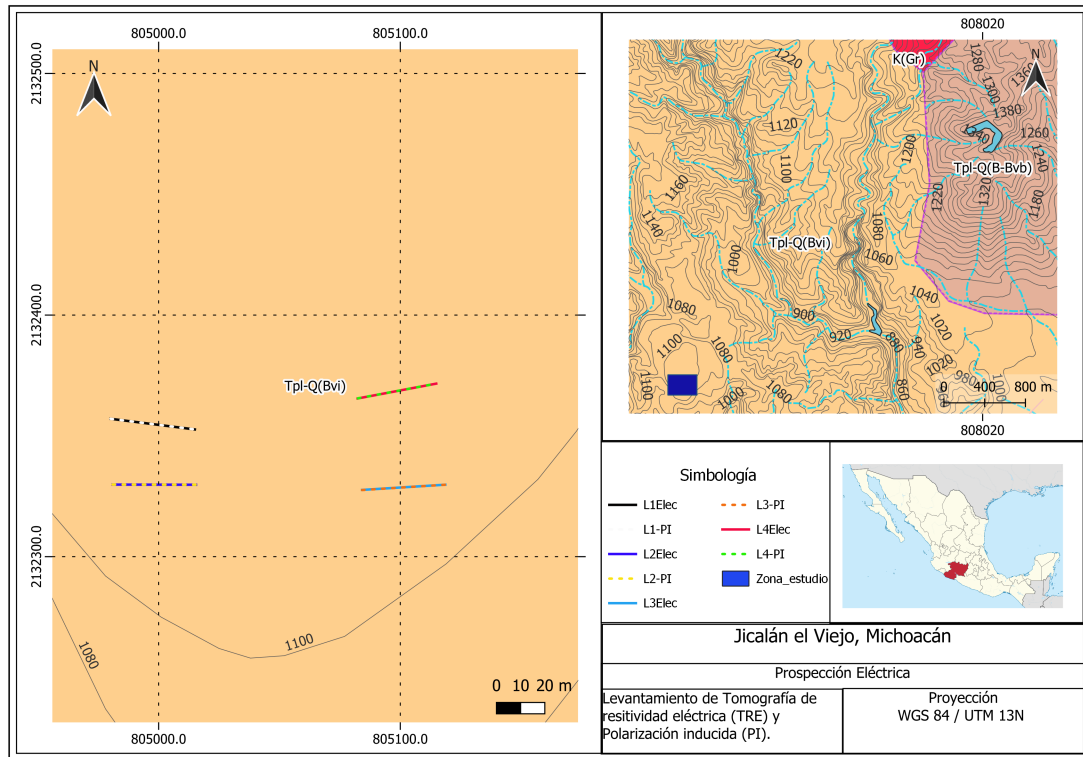 805000.0
805100.0
2132500.0
2132400.0
2132300.0
N
Tpl-Q(Bvi)
1100
1080
0 10 20 m
805000.0
805100.0
808020
K(Gr)
N
1220
1280
1360
1300
1380
1120
1340
1260
1200
1240
1100
Tpl-Q(B-Bvb)
1160
1220
1320
1180
1140
1080
Tpl-Q(Bvi)
1000
1060
1040
1080
900
920
880
1020
940
1100
1080
1020
980
1000
1100
1000
1080
860
0 400 800 m
808020
Simbología
L1Elec
L1-PI
L2Elec
L2-PI
L3Elec
L3-PI
L4Elec
L4-PI
Zona_estudio
Jicalán el Viejo, Michoacán
Prospección Eléctrica
Levantamiento de Tomografía de
resitividad eléctrica (TRE) y
Polarización inducida (PI).
Proyección
WGS 84 / UTM 13N